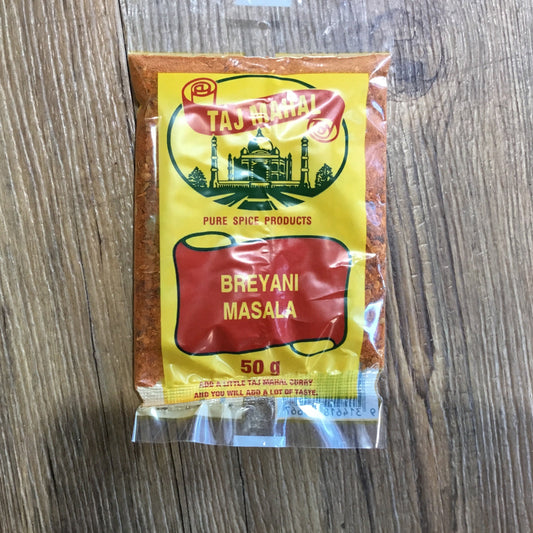 TAJ MAHAL
PURE SPICE PRODUCTS
BREYANI
MASALA
50 g
ADD A LITTLE TAJ MAHAL CURRY
AND YOU WILL ADD A LOT OF TASTE.